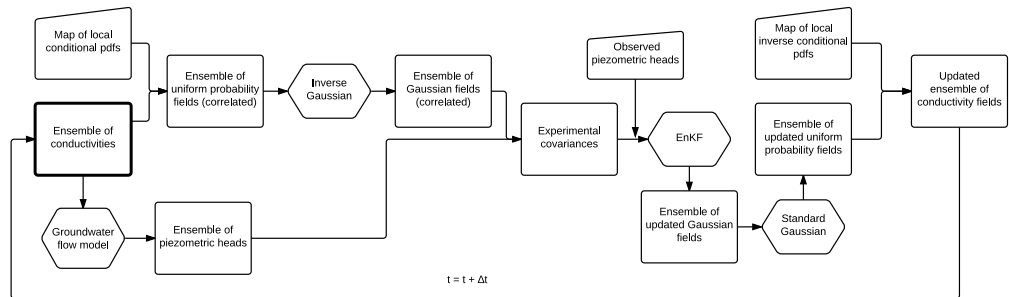 Map of local
conditional pdfs
Ensemble of
conductivities
Groundwater
flow model
Ensemble of
uniform probability
fields (correlated)
Ensemble of
piezometric heads
Inverse
Gaussian
Ensemble of
Gaussian fields
(correlated)
Experimental
covariances
Observed
piezometric heads
EnKF
Ensemble of
updated Gaussian
fields
Standard
Gaussian
Ensemble of
updated uniform
probability fields
Map of local
inverse conditional
pdfs
Updated
ensemble of
conductivity fields
t = t + Δt